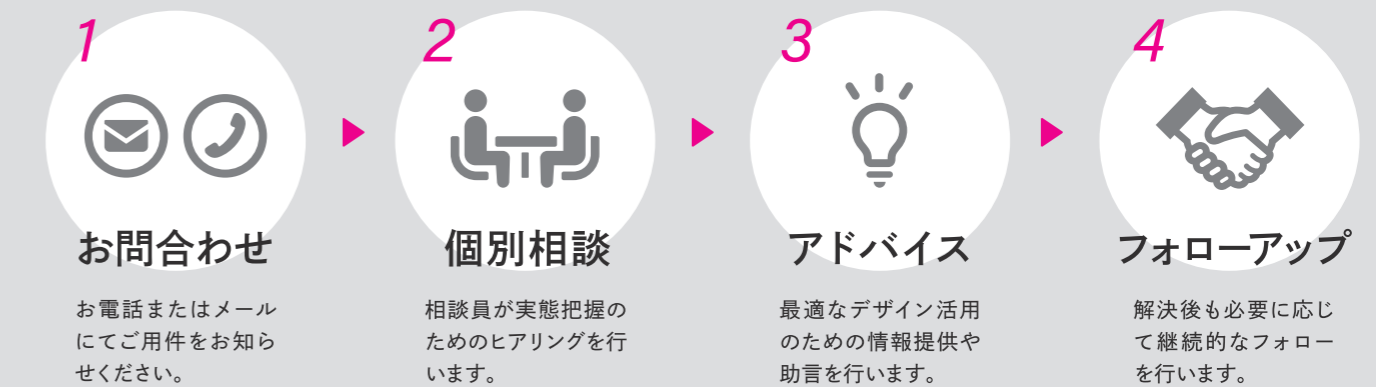 1
お問合わせ
お電話またはメール
にてご用件をお知ら
せください。
2
個別相談
相談員が実態把握の
ためのヒアリングを行
います。
3
アドバイス
最適なデザイン活用
のための情報提供や
助言を行います。
4
フォローアップ
解決後も必要に応じ
て継続的なフォロー
を行います。